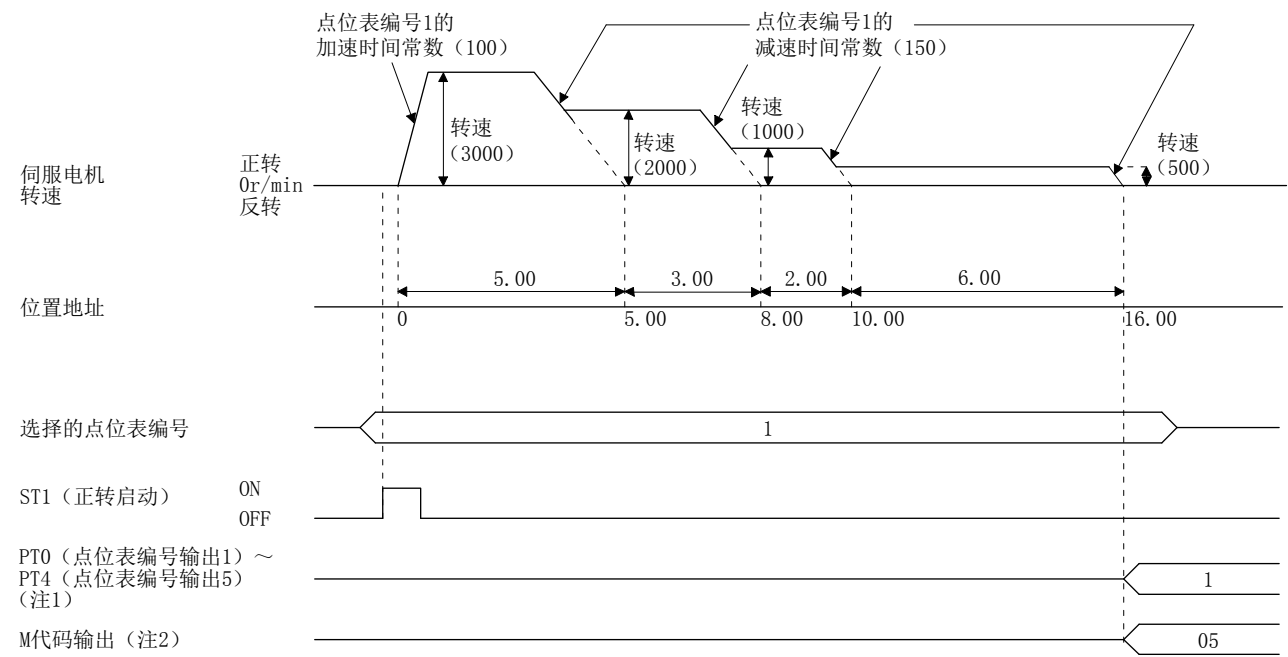 点位表编号1的
加速时间常数（100）
点位表编号1的
减速时间常数（150）
转速
（3000）
转速
（2000）
转速
（1000）
转速
（500）
伺服电机
转速
正转
0r/min
反转
5.00
3.00
2.00
6.00
位置地址
0
5.00
8.00
10.00
16.00
选择的点位表编号
1
ST1（正转启动）
ON
OFF
PT0（点位表编号输出1）～
PT4（点位表编号输出5）
（注1）
1
M代码输出（注2）
05